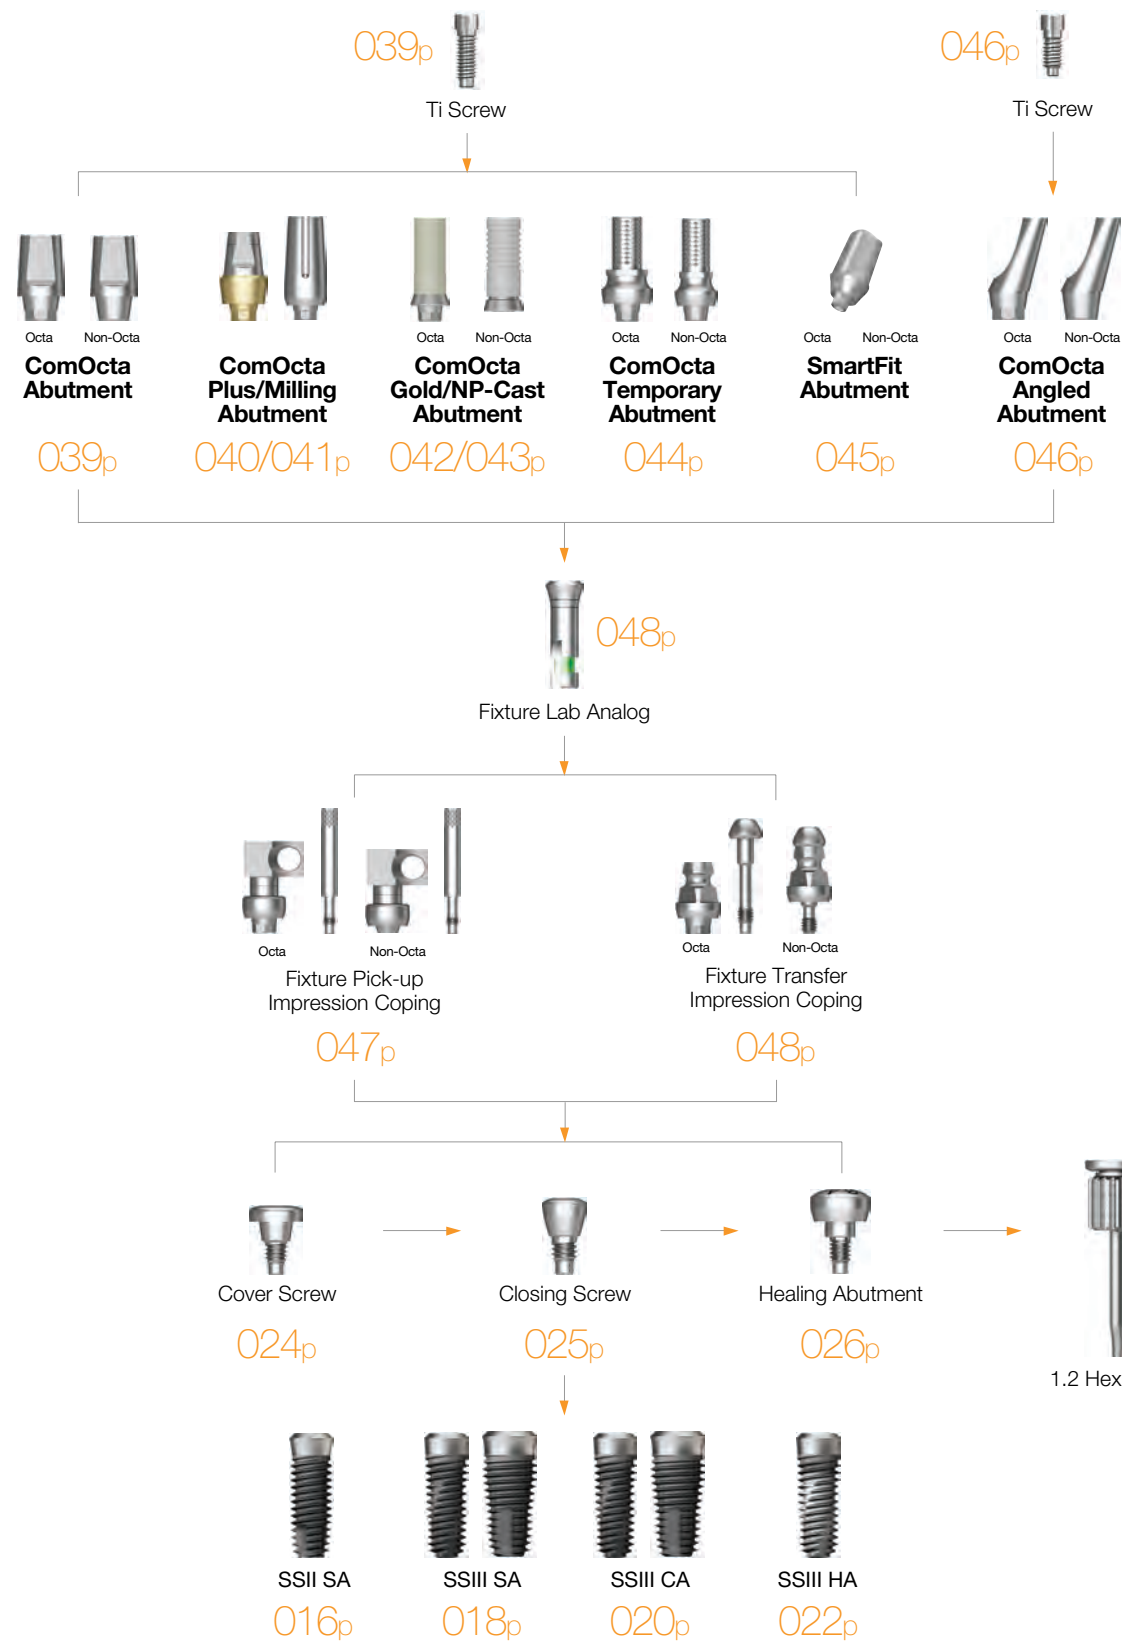 039p
046p
Ti Screw
Ti Screw
Octa
Non-Octa
Octa
Non-Octa
Octa
Non-Octa
Octa
Non-Octa
Octa
Non-Octa
ComOcta
Abutment
ComOcta
Plus/Milling
Abutment
ComOcta
Gold/NP-Cast
Abutment
ComOcta
Temporary
Abutment
SmartFit
Abutment
ComOcta
Angled
Abutment
039p
040/041p
042/043p
044p
045p
046p
048p
Fixture Lab Analog
Octa
Non-Octa
Octa
Non-Octa
Fixture Pick-up
Impression Coping
Fixture Transfer
Impression Coping
047p
048p
Cover Screw
Closing Screw
Healing Abutment
024p
025p
026p
1.2 Hex
SSII SA
SSIII SA
SSIII CA
SSIII HA
016p
018p
020p
022p